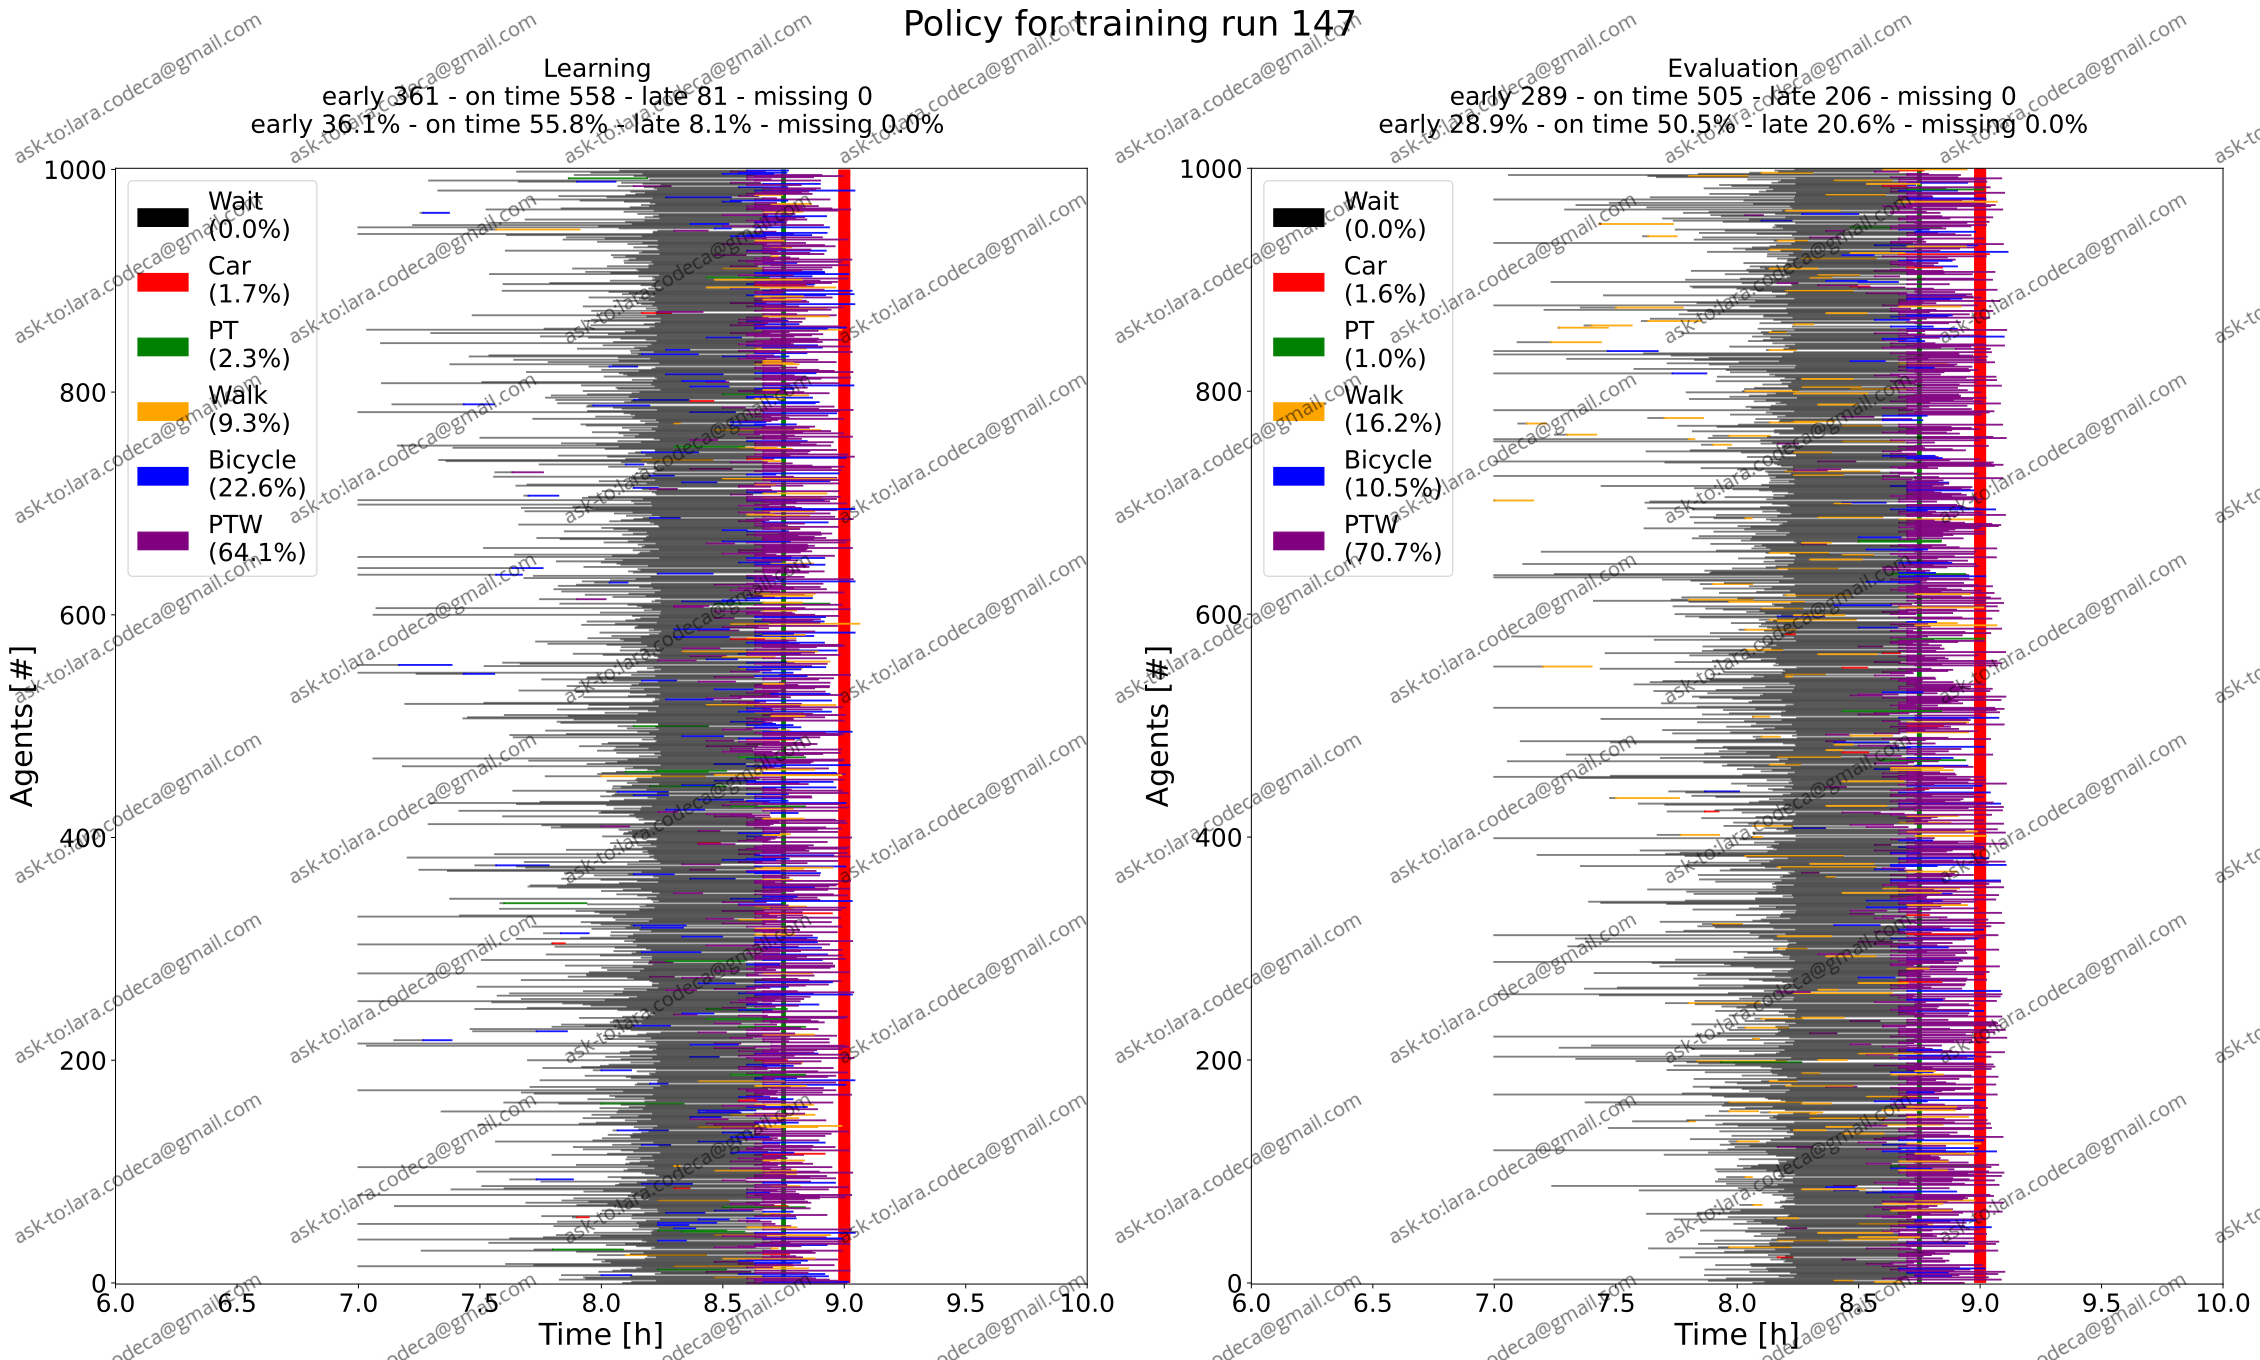 Policy for training run 147
Learning
early 361 - on time 558 - late 81 - missing 0
early 36.1% - on time 55.8% - late 8.1% - missing 0.0%
Evaluation
early 289 - on time 505 - late 206 - missing 0
early 28.9% - on time 50.5% - late 20.6% - missing 0.0%
Wait
(0.0%)
Car
(1.7%)
PT
(2.3%)
Walk
(9.3%)
Bicycle
(22.6%)
PTW
(64.1%)
Agents [#]
1000
800
600
400
200
0
6.0 6.5 7.0 7.5 8.0 8.5 9.0 9.5 10.0
Time [h]
Wait
(0.0%)
Car
(1.6%)
PT
(1.0%)
Walk
(16.2%)
Bicycle
(10.5%)
PTW
(70.7%)
Agents [#]
1000
800
600
400
200
0
6.0 6.5 7.0 7.5 8.0 8.5 9.0 9.5 10.0
Time [h]
ask-to:lara.codeca@gmail.com